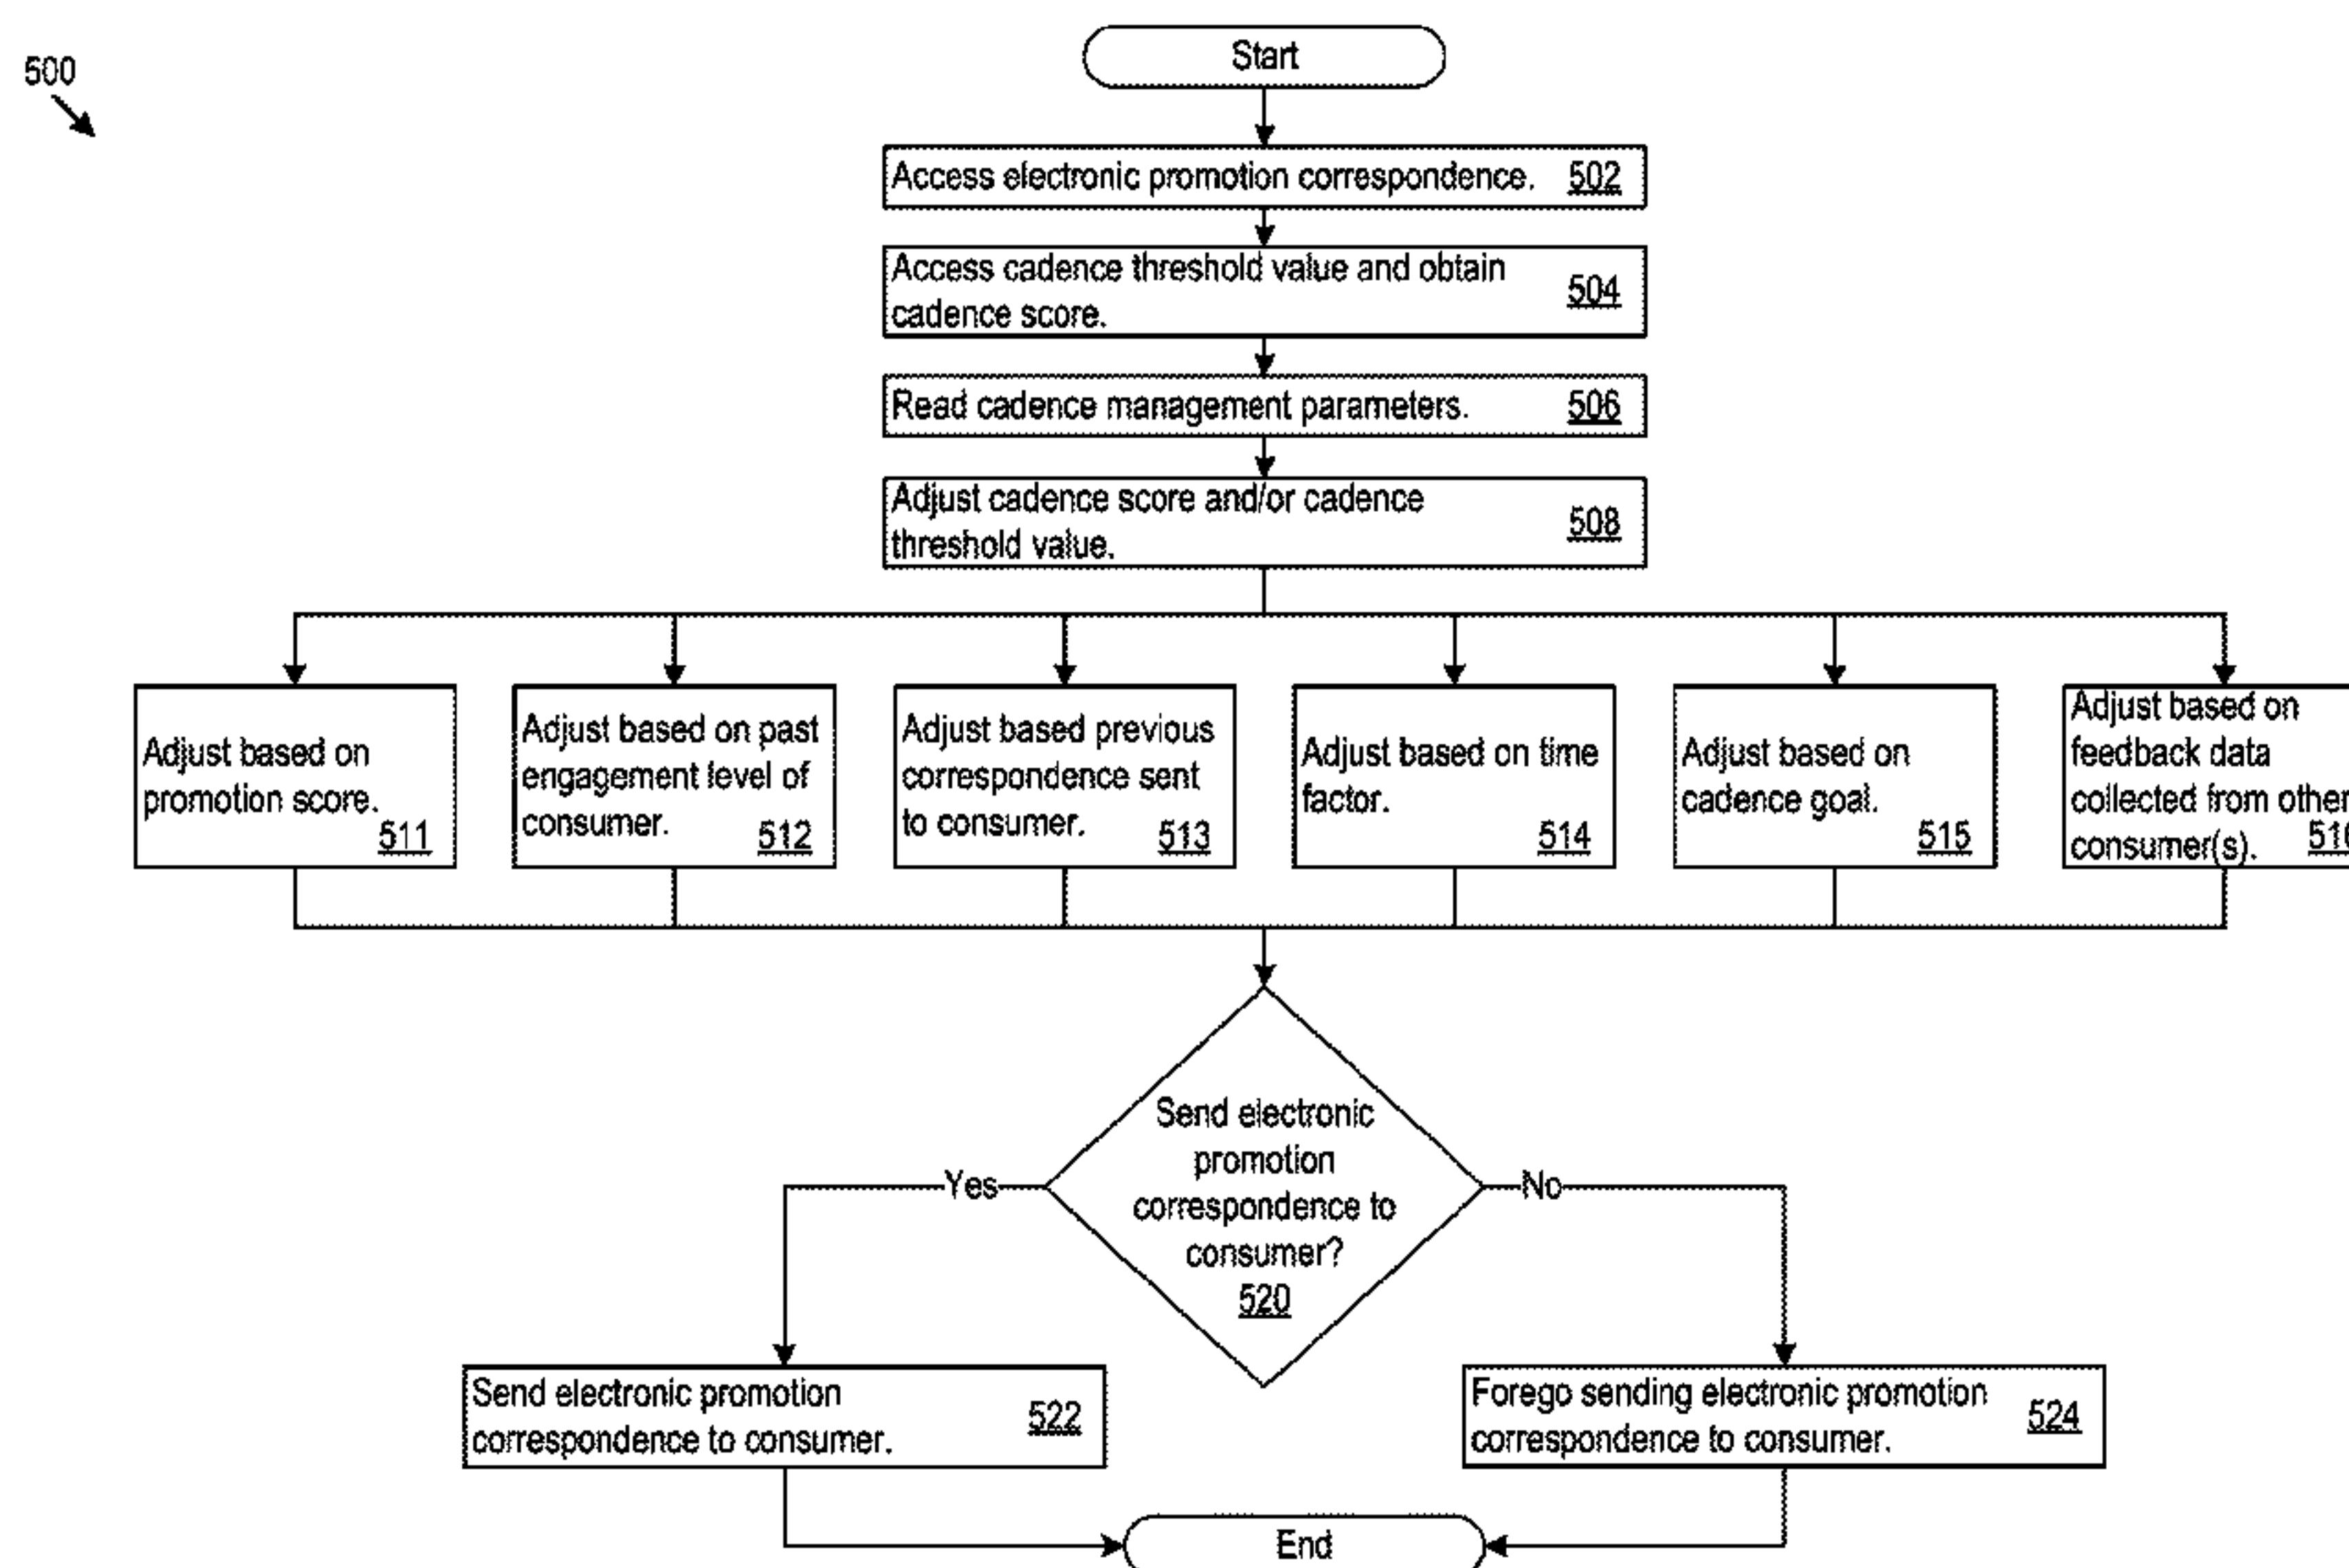 500
Start
Access electronic promotion correspondence. 502
Access cadence threshold value and obtain
cadence score.
504
Read cadence management parameters. 506
Adjust cadence score and/or cadence
threshold value.
508
Adjust based on
promotion score.
511
Adjust based on past
engagement level of
consumer.
512
Adjust based previous
correspondence sent
to consumer.
513
Adjust based on time
factor.
514
Adjust based on
cadence goal.
515
Adjust based on
feedback data
collected from other
consumer(s).
Send electronic
promotion
correspondence to
consumer?
520
Yes
No
Send electronic promotion
correspondence to consumer.
522
Forego sending electronic promotion
correspondence to consumer.
524
End